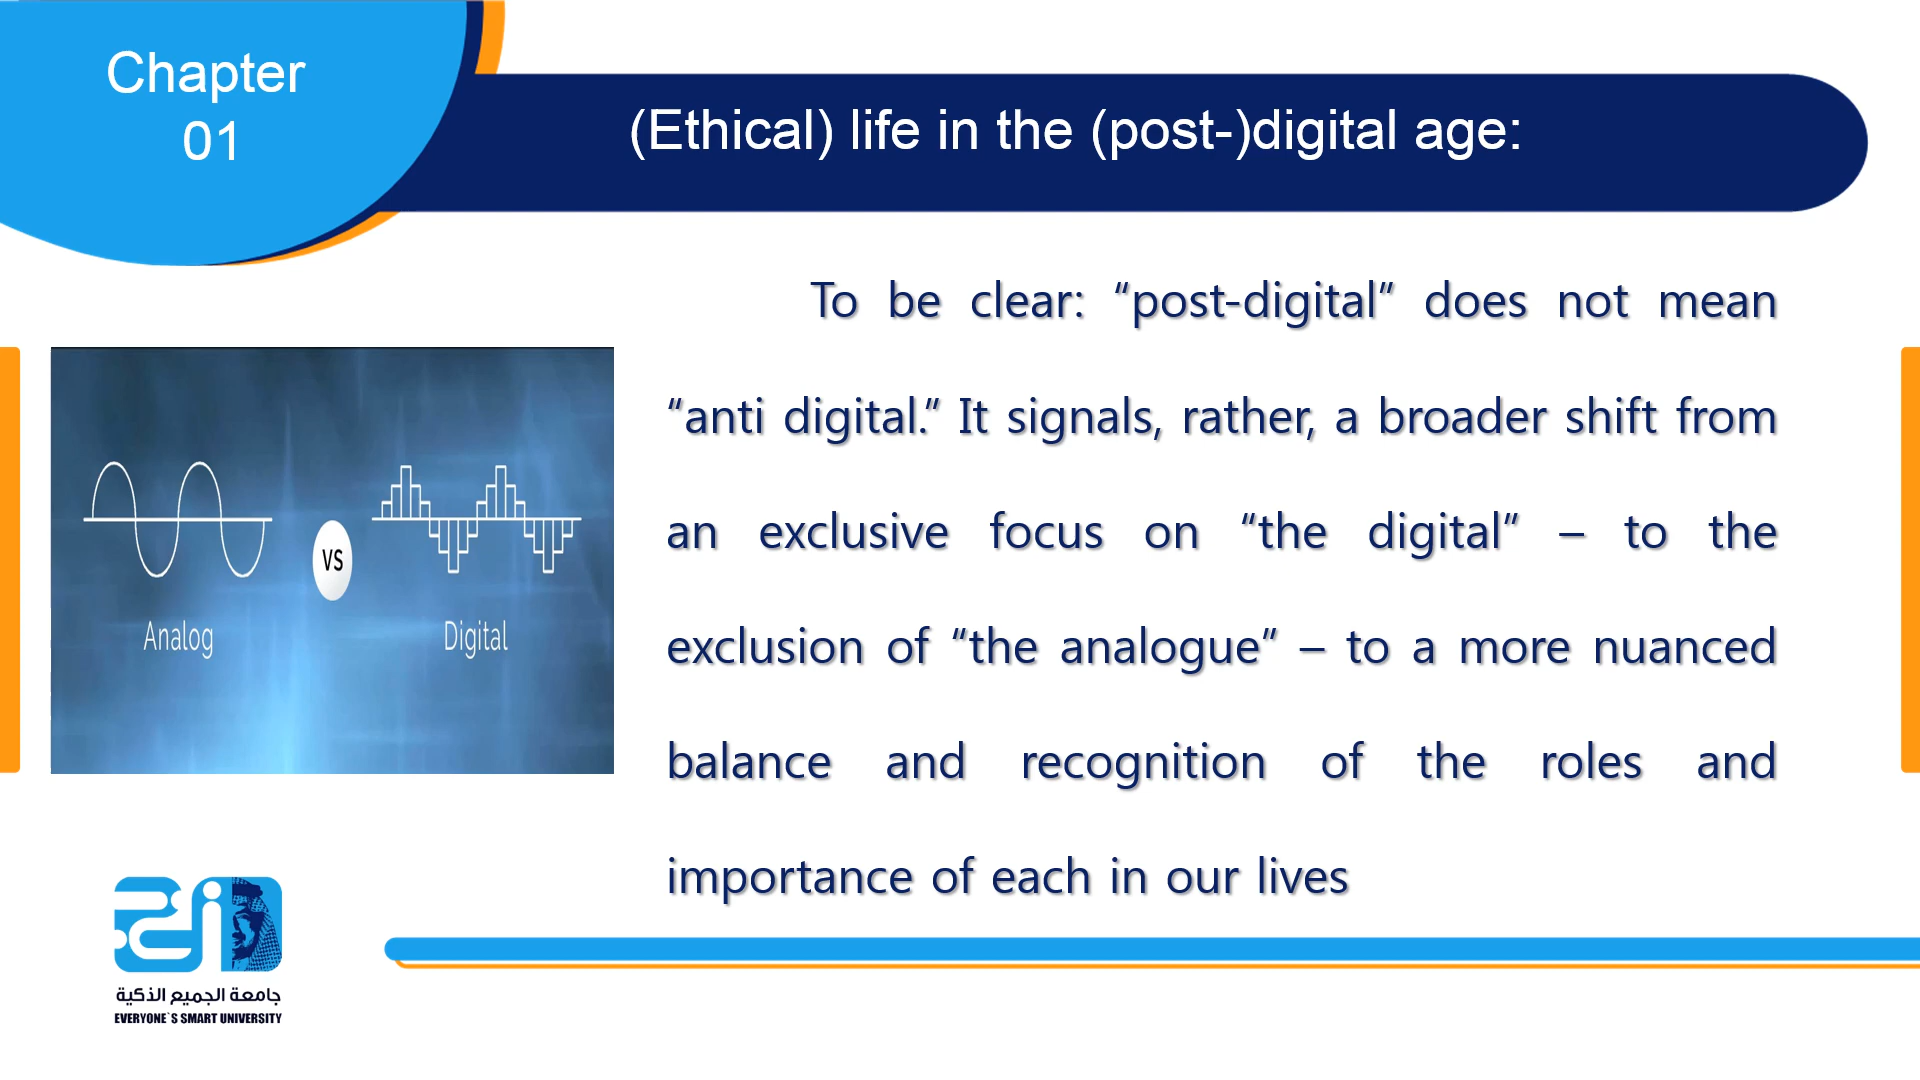 Chapter
01
(Ethical) life in the (post-)digital age:
To be clear: “post-digital” does not mean
“anti digital.” It signals, rather, a broader shift from
an exclusive focus on “the digital” – to the
exclusion of “the analogue” – to a more nuanced
balance and recognition of the roles and
importance of each in our lives
VS
Analog
Digital
جامعة الجميع الذكية
EVERYONE`S SMART UNIVERSITY